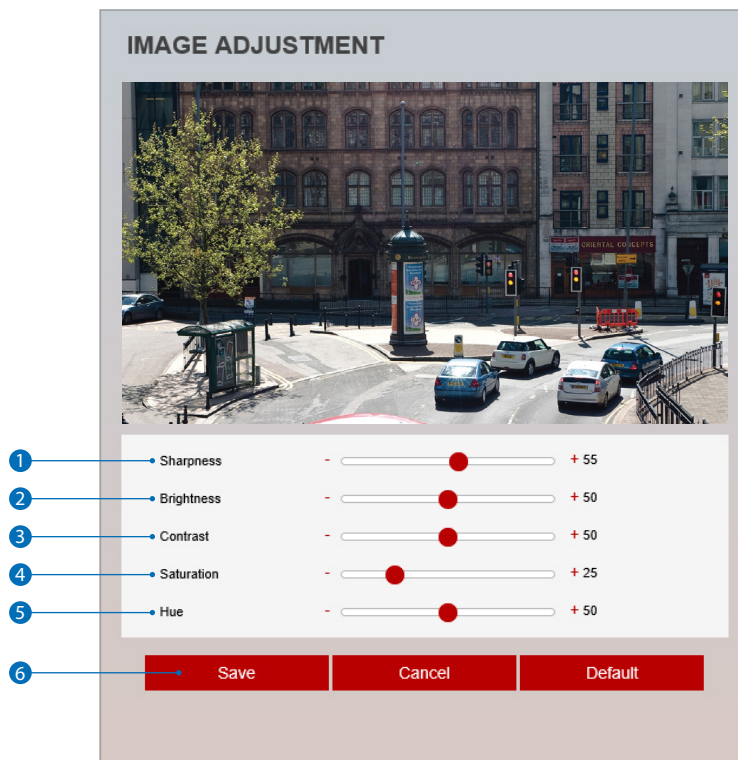 IMAGE ADJUSTMENT
ORIENTAL CONCEPTS
1 Sharpness - + 55
2 Brightness - + 50
3 Contrast - + 50
4 Saturation - + 25
5 Hue - + 50
6 Save Cancel Default